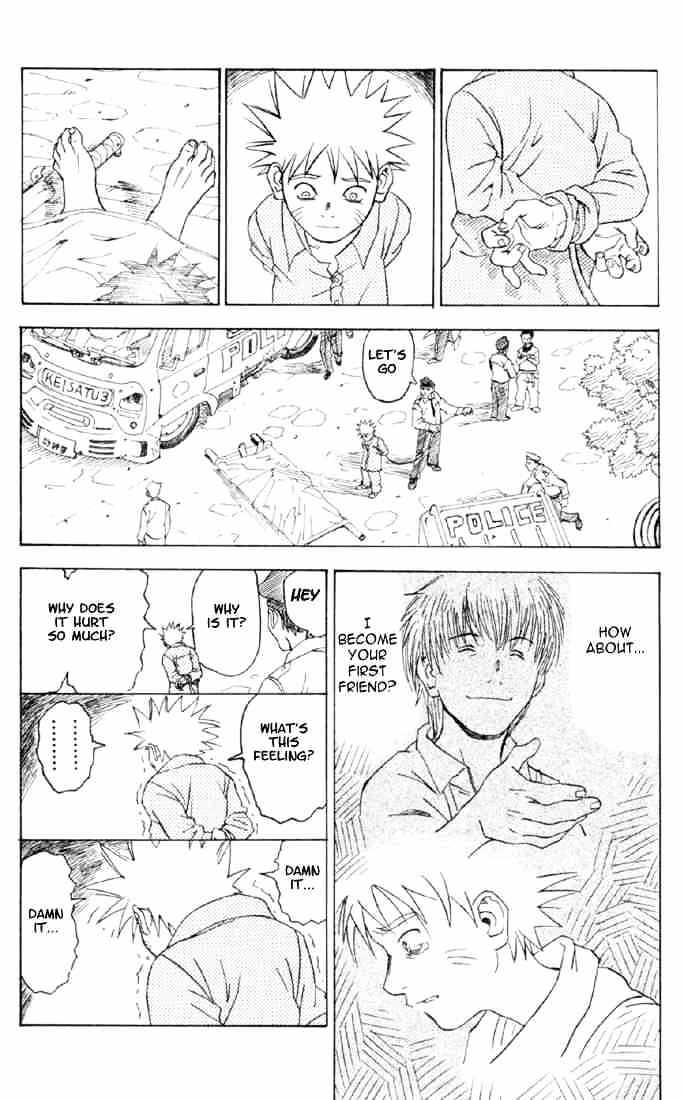 LET'S
GO
POLI
KEISATU3
POLICE
HOW
ABOUT...
I
BECOME
YOUR
FIRST
FRIEND?
HEY
WHY
IS IT?
WHY DOES
IT HURT
SO MUCH?
WHAT'S
THIS
FEELING?
.........
DAMN
IT...
DAMN
IT...